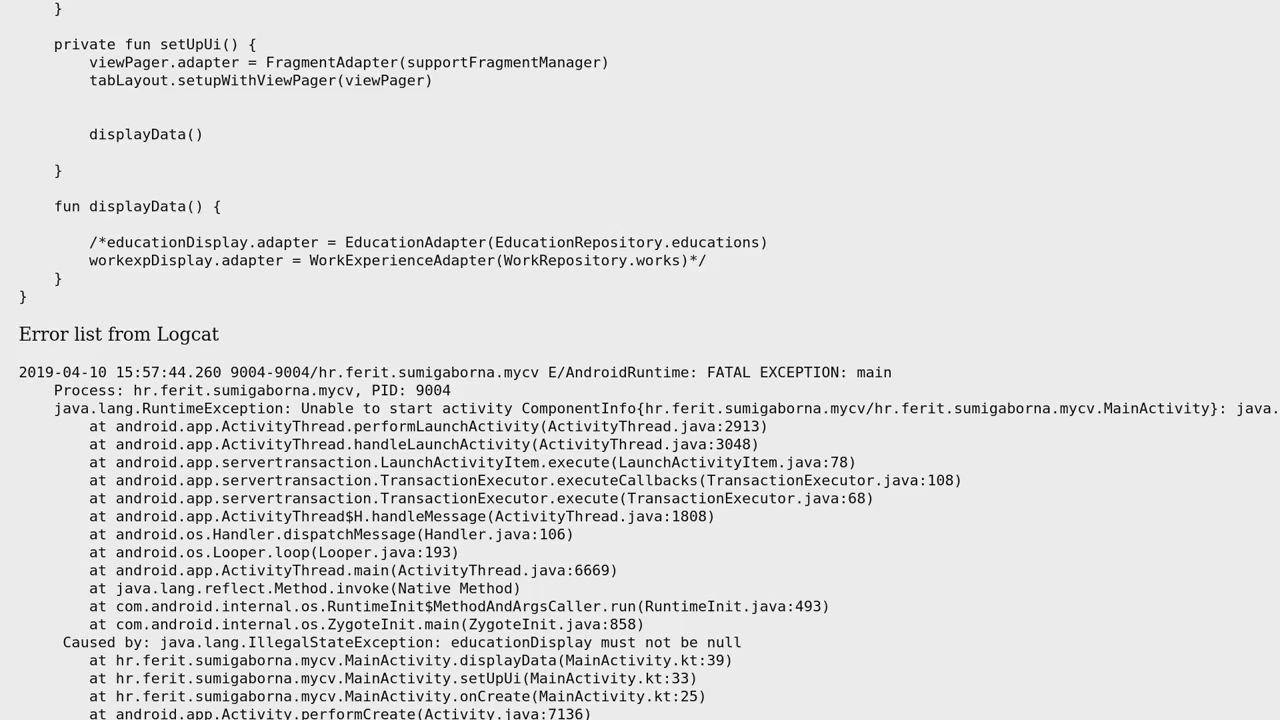 }

    private fun setUpUi() {
        viewPager.adapter = FragmentAdapter(supportFragmentManager)
        tabLayout.setupWithViewPager(viewPager)


        displayData()

    }

    fun displayData() {

        /*educationDisplay.adapter = EducationAdapter(EducationRepository.educations)
        workexpDisplay.adapter = WorkExperienceAdapter(WorkRepository.works)*/
    }
}

Error list from Logcat

2019-04-10 15:57:44.260 9004-9004/hr.ferit.sumigaborna.mycv E/AndroidRuntime: FATAL EXCEPTION: main
    Process: hr.ferit.sumigaborna.mycv, PID: 9004
    java.lang.RuntimeException: Unable to start activity ComponentInfo{hr.ferit.sumigaborna.mycv/hr.ferit.sumigaborna.mycv.MainActivity}: java.
        at android.app.ActivityThread.performLaunchActivity(ActivityThread.java:2913)
        at android.app.ActivityThread.handleLaunchActivity(ActivityThread.java:3048)
        at android.app.servertransaction.LaunchActivityItem.execute(LaunchActivityItem.java:78)
        at android.app.servertransaction.TransactionExecutor.executeCallbacks(TransactionExecutor.java:108)
        at android.app.servertransaction.TransactionExecutor.execute(TransactionExecutor.java:68)
        at android.app.ActivityThread$H.handleMessage(ActivityThread.java:1808)
        at android.os.Handler.dispatchMessage(Handler.java:106)
        at android.os.Looper.loop(Looper.java:193)
        at android.app.ActivityThread.main(ActivityThread.java:6669)
        at java.lang.reflect.Method.invoke(Native Method)
        at com.android.internal.os.RuntimeInit$MethodAndArgsCaller.run(RuntimeInit.java:493)
        at com.android.internal.os.ZygoteInit.main(ZygoteInit.java:858)
     Caused by: java.lang.IllegalStateException: educationDisplay must not be null
        at hr.ferit.sumigaborna.mycv.MainActivity.displayData(MainActivity.kt:39)
        at hr.ferit.sumigaborna.mycv.MainActivity.setUpUi(MainActivity.kt:33)
        at hr.ferit.sumigaborna.mycv.MainActivity.onCreate(MainActivity.kt:25)
        at android.app.Activity.performCreate(Activity.java:7136)